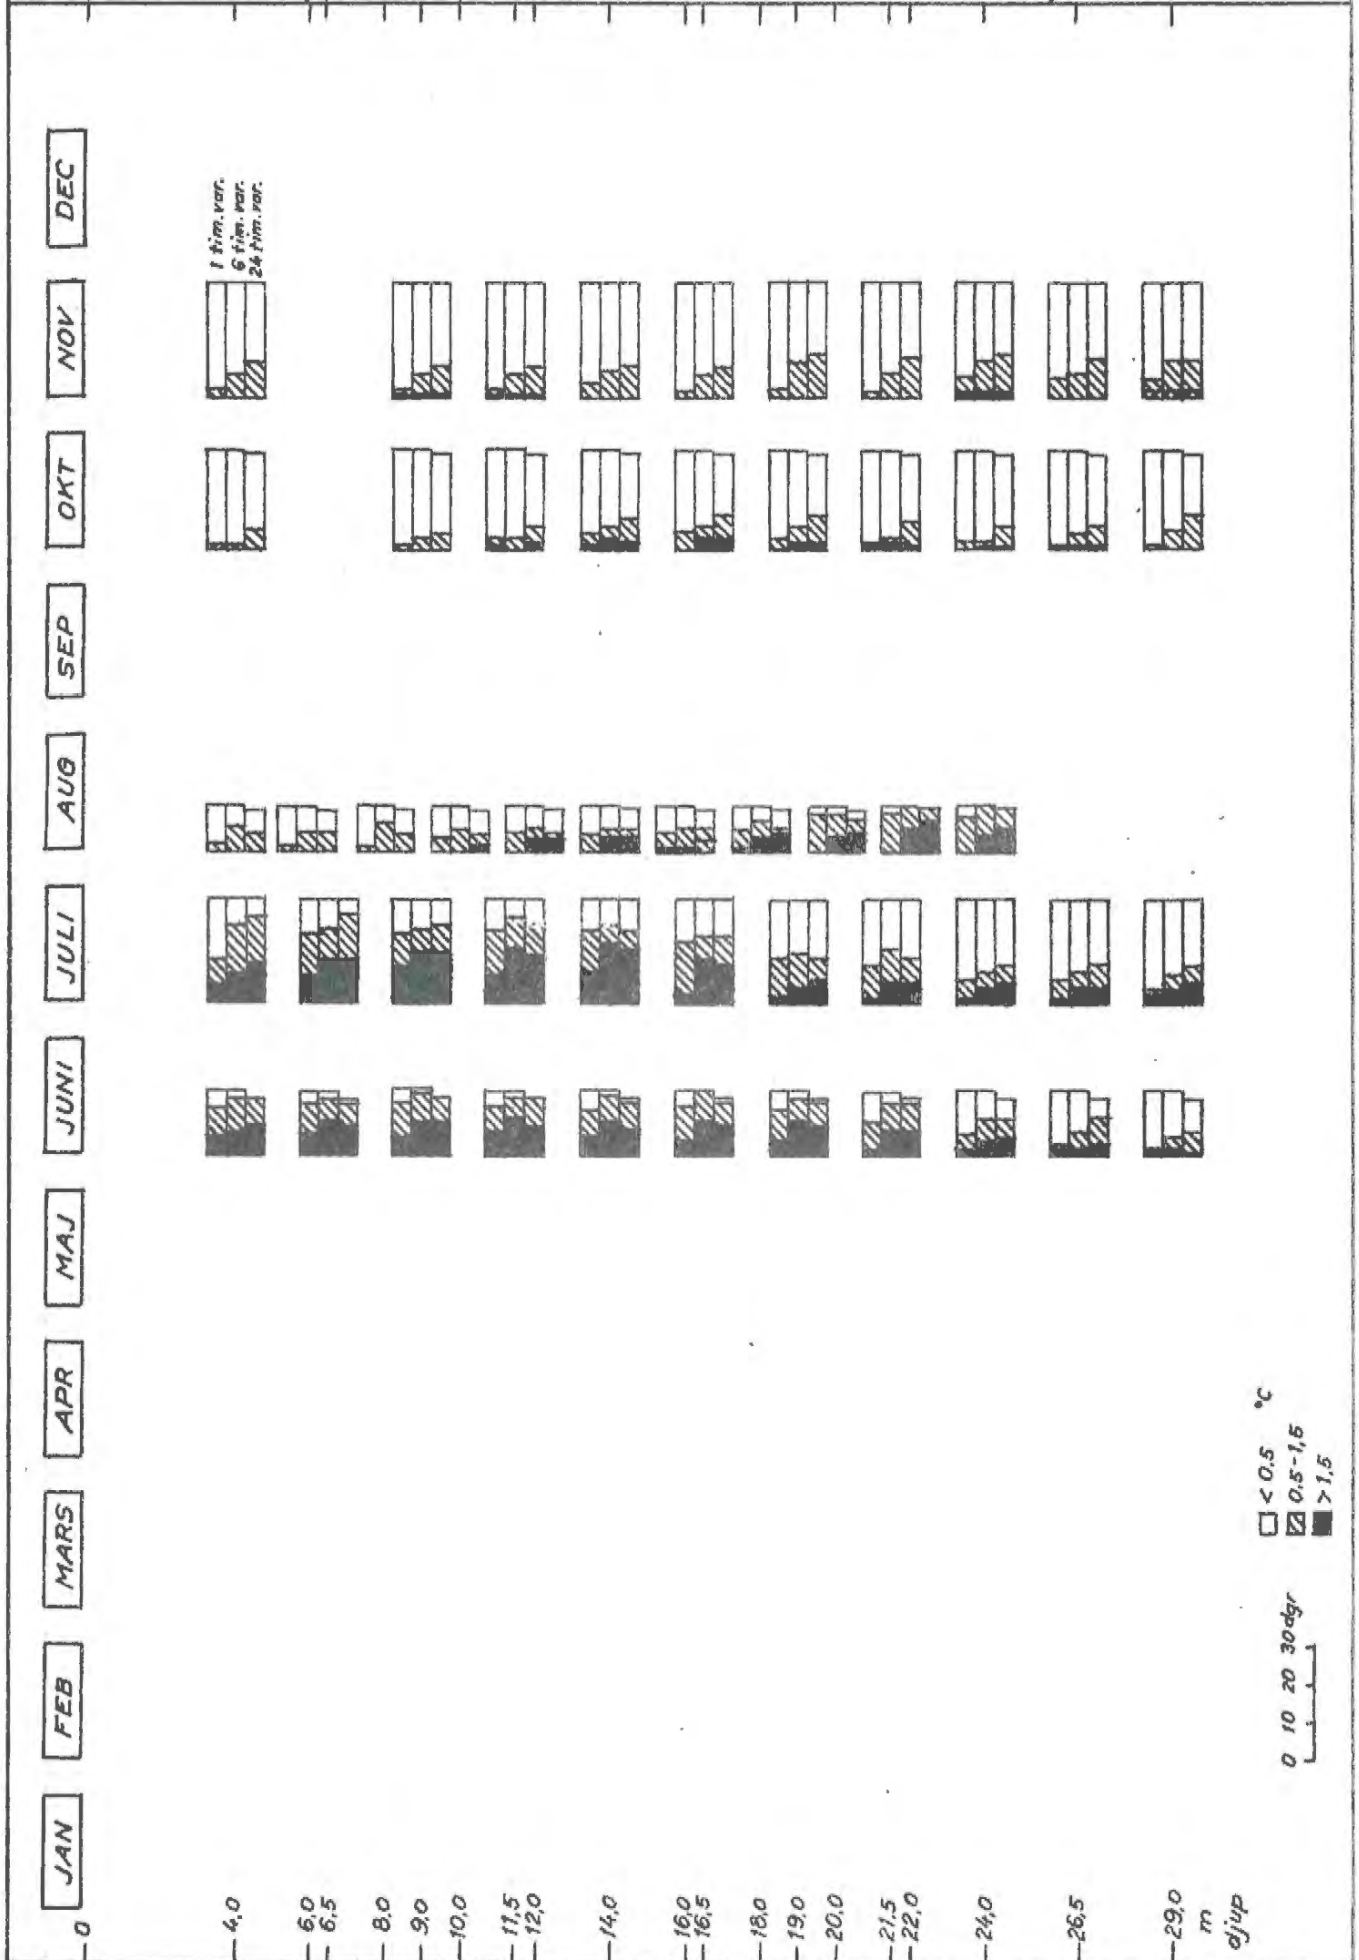 JAN FEB MARS APR MAJ JUNI JULI AUG SEP OKT NOV DEC
0
4,0
1 tim.var.
6 tim.var.
24 tim.var.
6,0
6,5
8,0
9,0
10,0
11,5
12,0
14,0
16,0
16,5
18,0
19,0
20,0
21,5
22,0
24,0
26,5
29,0
m
djup
0 10 20 30 dgr
< 0.5 °C
0.5-1,5
> 1,5